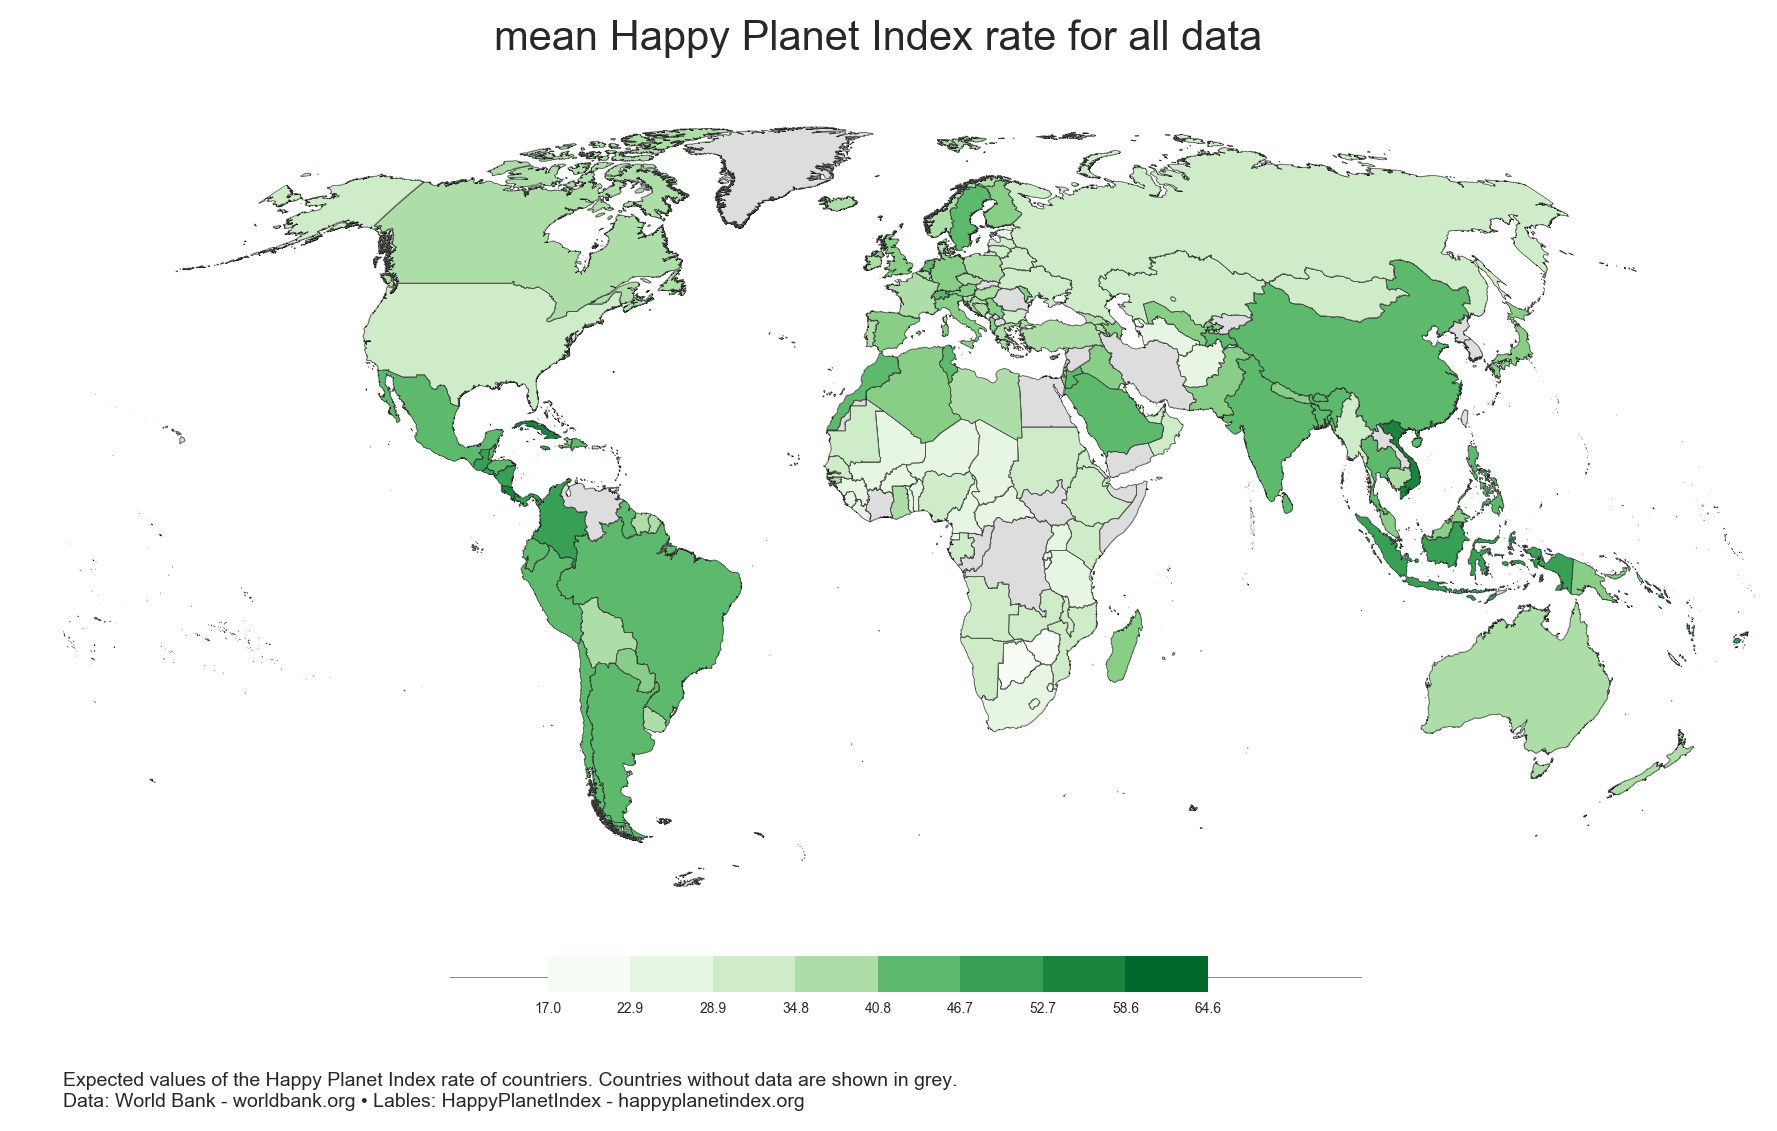 mean Happy Planet Index rate for all data
17.0 22.9 28.9 34.8 40.8 46.7 52.7 58.6 64.6
Expected values of the Happy Planet Index rate of countriers. Countries without data are shown in grey.
Data: World Bank - worldbank.org • Lables: HappyPlanetIndex - happyplanetindex.org